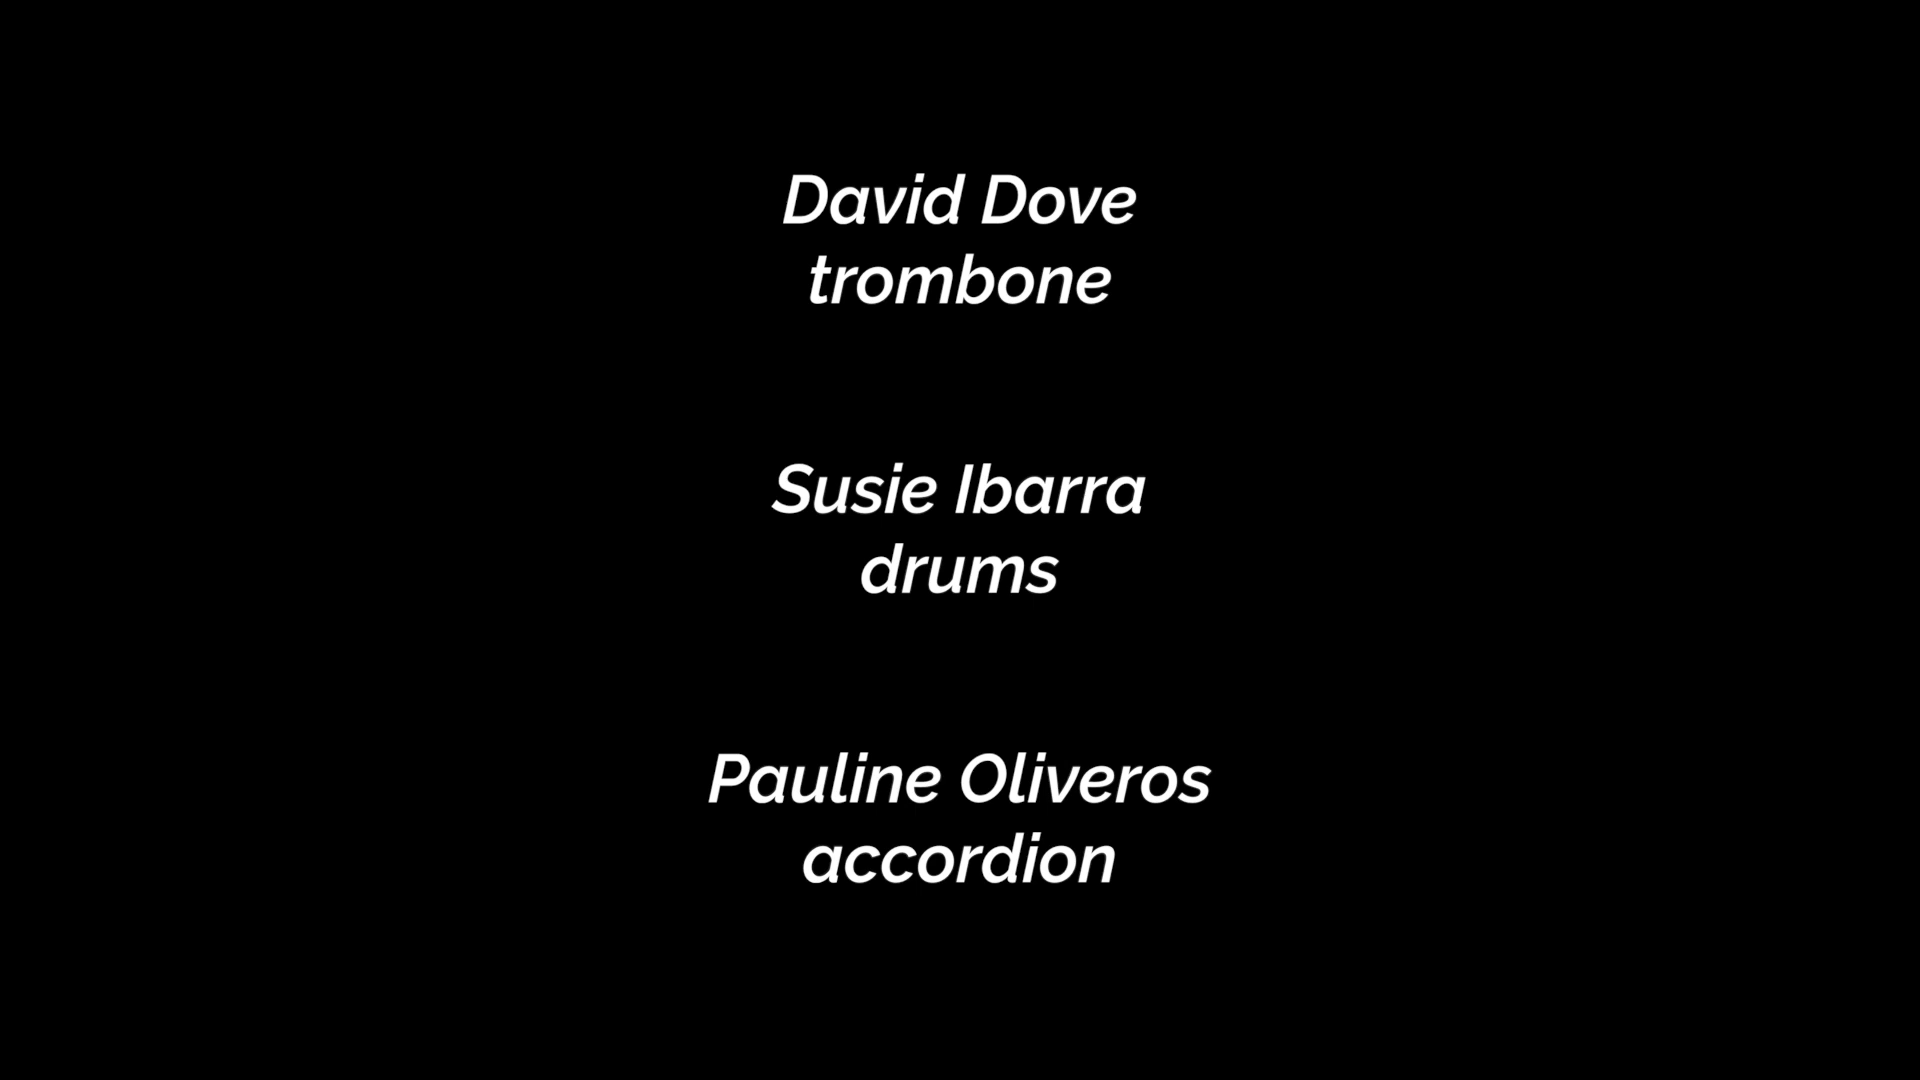 David Dove
trombone
Susie Ibarra
drums
Pauline Oliveros
accordion